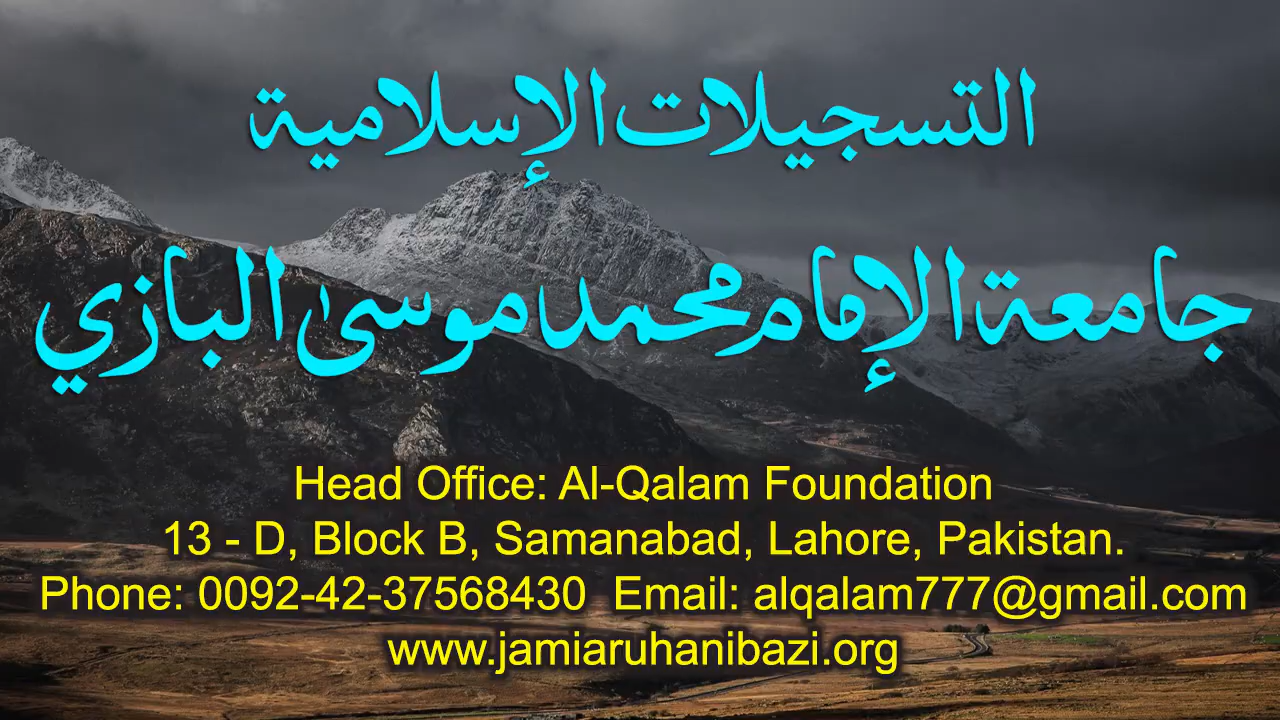 التسجيلات الإسلامية
جامعة الإمام محمد موسىٰ البازي
Head Office: Al-Qalam Foundation
13 - D, Block B, Samanabad, Lahore, Pakistan.
Phone: 0092-42-37568430 Email: alqalam777@gmail.com
www.jamiaruhanibazi.org